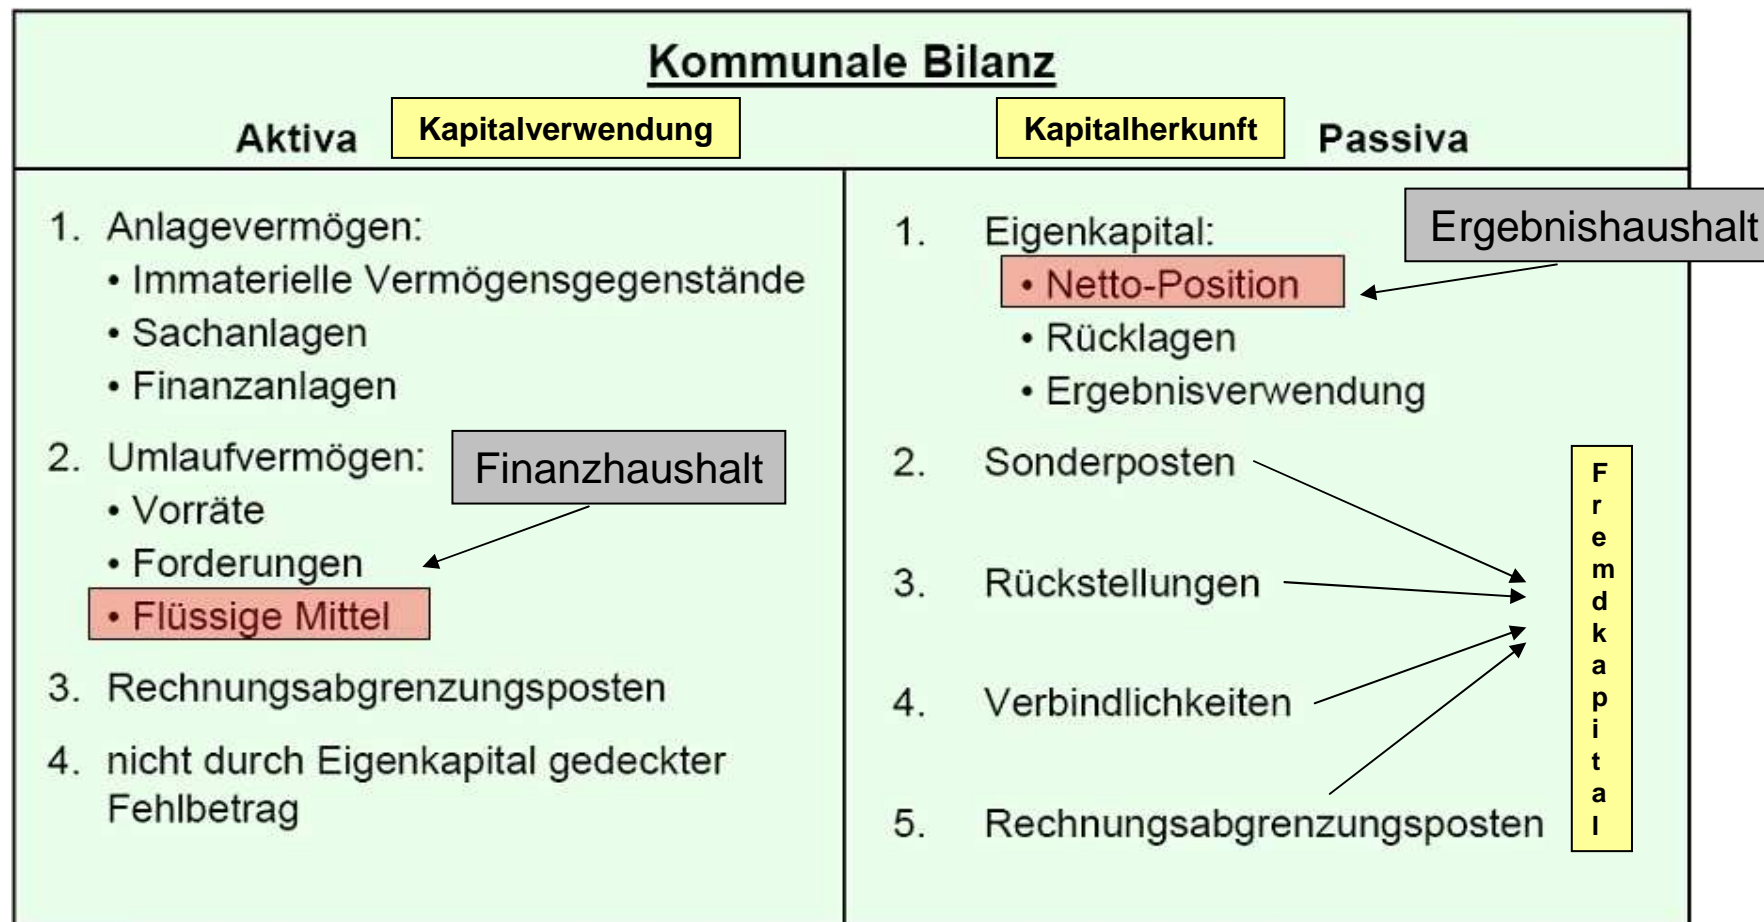 Kommunale Bilanz
Aktiva Kapitalverwendung
Kapitalherkunft Passiva
1. Anlagevermögen:
• Immaterielle Vermögensgegenstände
• Sachanlagen
• Finanzanlagen
2. Umlaufvermögen:
Finanzhaushalt
• Vorräte
• Forderungen
• Flüssige Mittel
3. Rechnungsabgrenzungsposten
4. nicht durch Eigenkapital gedeckter
Fehlbetrag
1. Eigenkapital:
Ergebnishaushalt
• Netto-Position
• Rücklagen
• Ergebnisverwendung
2. Sonderposten
3. Rückstellungen
4. Verbindlichkeiten
5. Rechnungsabgrenzungsposten
Fremdkapital